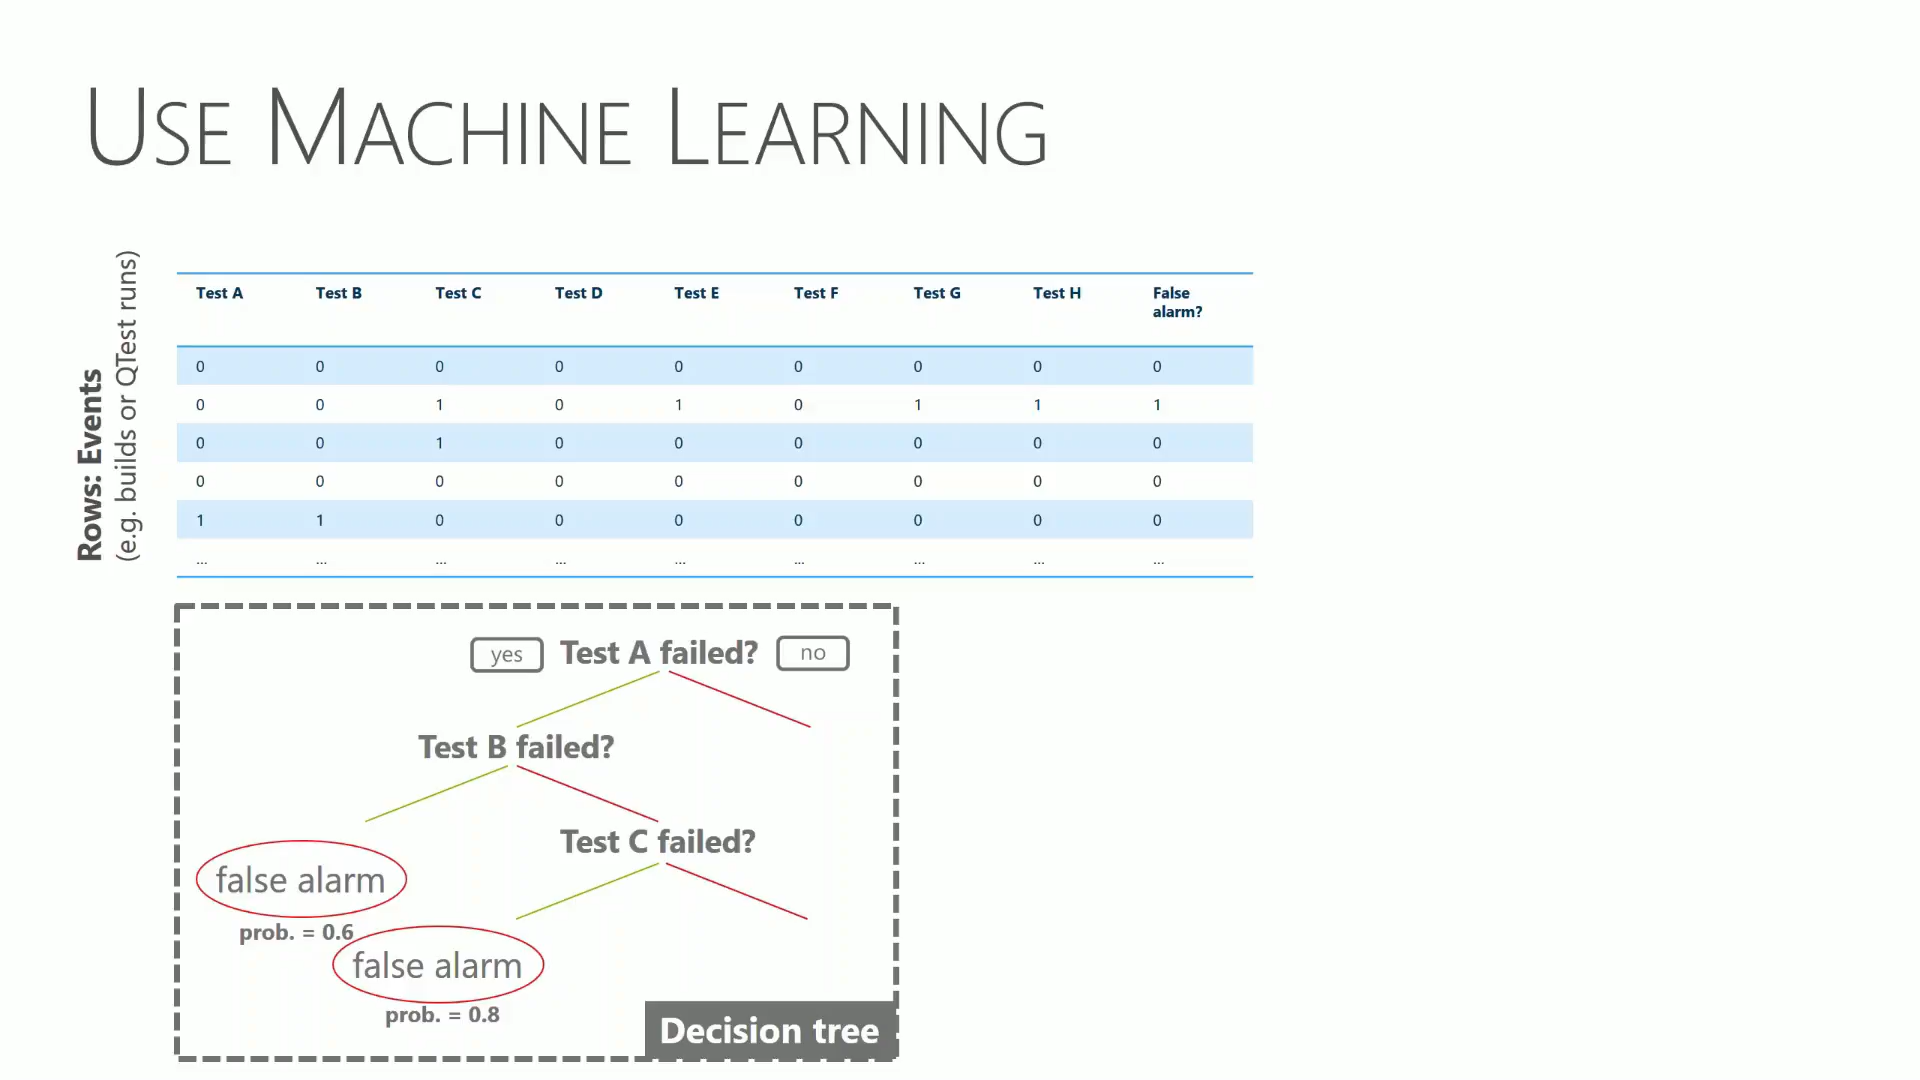 USE MACHINE LEARNING
Rows: Events
(e.g. builds or QTest runs)
Test A Test B Test C Test D Test E Test F Test G Test H False alarm?
0 0 0 0 0 0 0 0 0
0 0 1 0 1 0 1 1 1
0 0 1 0 0 0 0 0 0
0 0 0 0 0 0 0 0 0
1 1 0 0 0 0 0 0 0
... ... ... ... ... ... ... ... ...
yes Test A failed? no
Test B failed?
Test C failed?
false alarm
prob. = 0.6
false alarm
prob. = 0.8
Decision tree